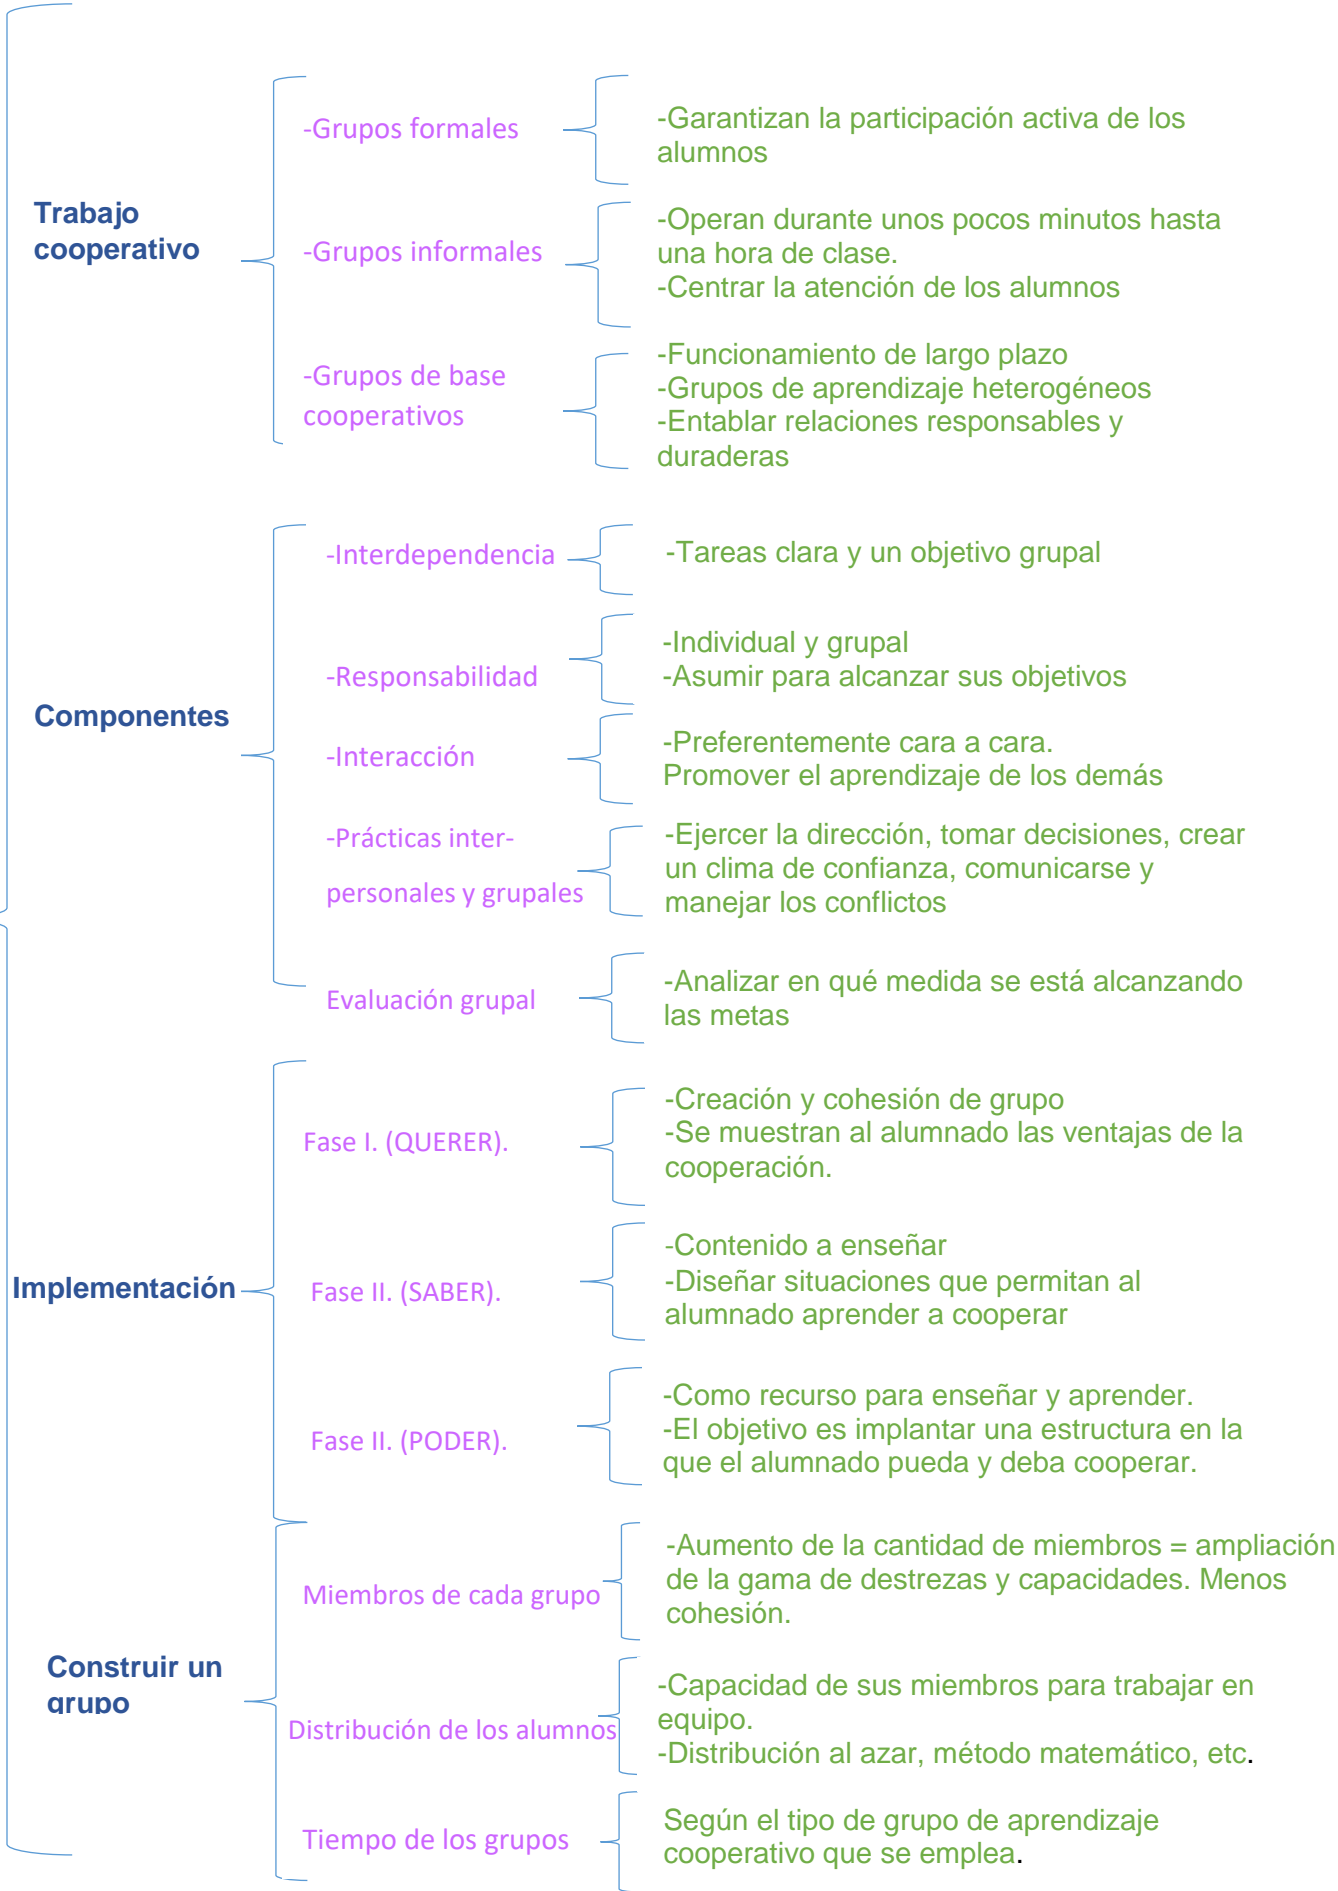 Trabajo
cooperativo
-Grupos formales
-Garantizan la participación activa de los
alumnos
-Grupos informales
-Operan durante unos pocos minutos hasta
una hora de clase.
-Centrar la atención de los alumnos
-Grupos de base
cooperativos
-Funcionamiento de largo plazo
-Grupos de aprendizaje heterogéneos
-Entablar relaciones responsables y
duraderas
Componentes
-Interdependencia
-Tareas clara y un objetivo grupal
-Responsabilidad
-Individual y grupal
-Asumir para alcanzar sus objetivos
-Interacción
-Preferentemente cara a cara.
Promover el aprendizaje de los demás
-Prácticas inter-
personales y grupales
-Ejercer la dirección, tomar decisiones, crear
un clima de confianza, comunicarse y
manejar los conflictos
Evaluación grupal
-Analizar en qué medida se está alcanzando
las metas
Implementación
Fase I. (QUERER).
-Creación y cohesión de grupo
-Se muestran al alumnado las ventajas de la
cooperación.
Fase II. (SABER).
-Contenido a enseñar
-Diseñar situaciones que permitan al
alumnado aprender a cooperar
Fase II. (PODER).
-Como recurso para enseñar y aprender.
-El objetivo es implantar una estructura en la
que el alumnado pueda y deba cooperar.
Construir un
grupo
Miembros de cada grupo
-Aumento de la cantidad de miembros = ampliación
de la gama de destrezas y capacidades. Menos
cohesión.
Distribución de los alumnos
-Capacidad de sus miembros para trabajar en
equipo.
-Distribución al azar, método matemático, etc.
Tiempo de los grupos
Según el tipo de grupo de aprendizaje
cooperativo que se emplea.